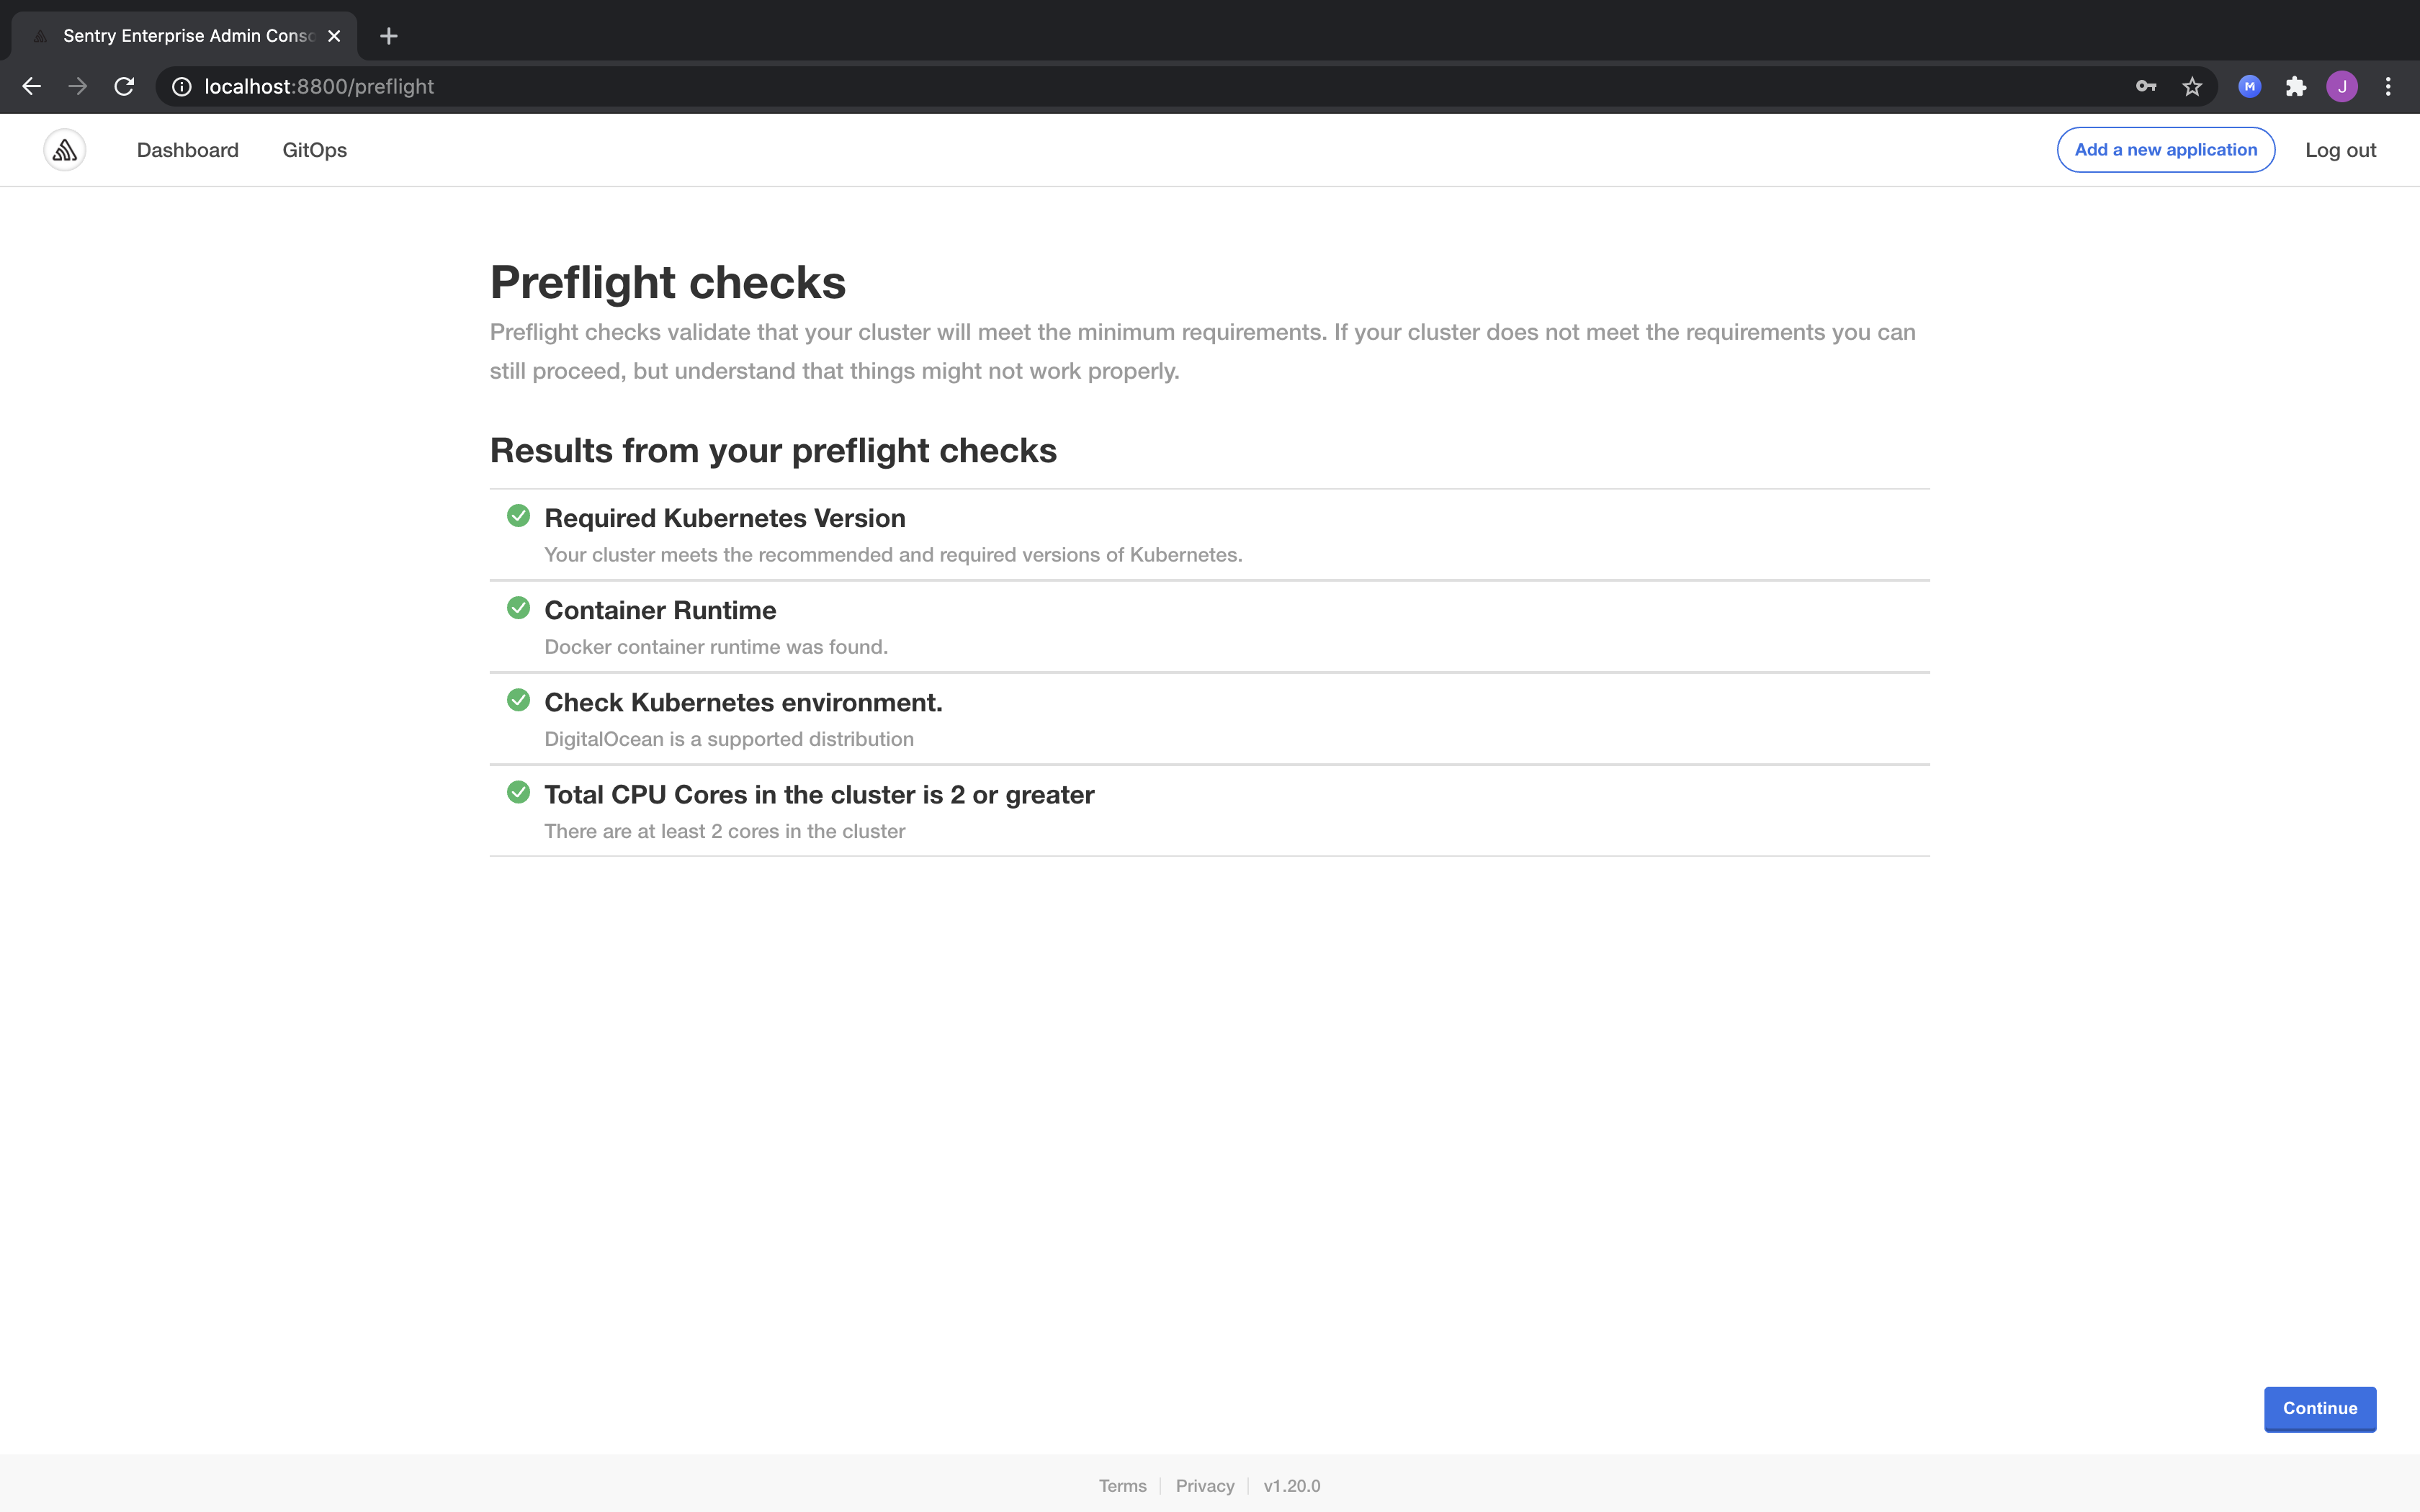 Sentry Enterprise Admin Conso
localhost:8800/preflight
M
J
Dashboard
GitOps
Add a new application
Log out
Preflight checks
Preflight checks validate that your cluster will meet the minimum requirements. If your cluster does not meet the requirements you can
still proceed, but understand that things might not work properly.
Results from your preflight checks
Required Kubernetes Version
Your cluster meets the recommended and required versions of Kubernetes.
Container Runtime
Docker container runtime was found.
Check Kubernetes environment.
DigitalOcean is a supported distribution
Total CPU Cores in the cluster is 2 or greater
There are at least 2 cores in the cluster
Continue
Terms
Privacy
v1.20.0